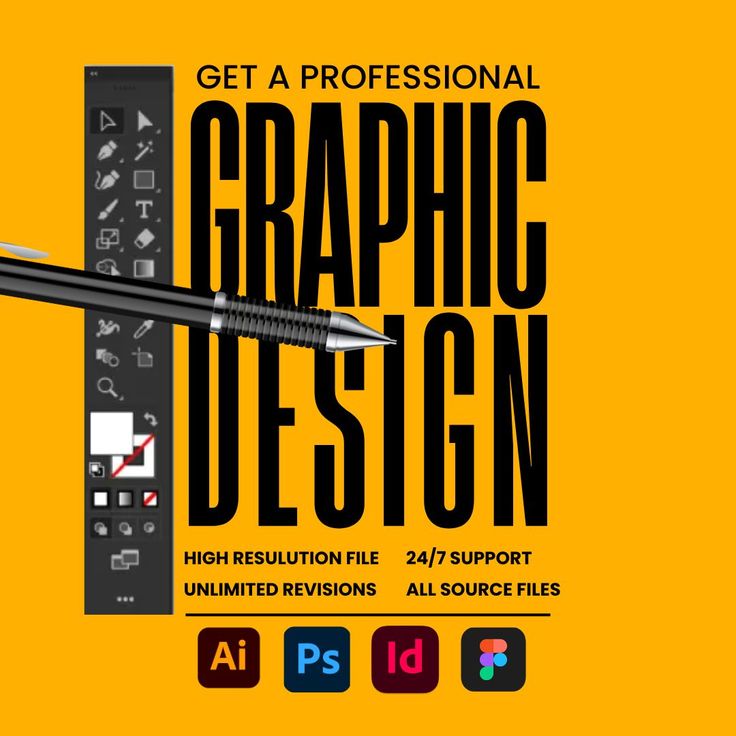 GET A PROFESSIONAL
GRAPHIC
DESIGN
HIGH RESULUTION FILE
24/7 SUPPORT
UNLIMITED REVISIONS
ALL SOURCE FILES
Ai
Ps
Id